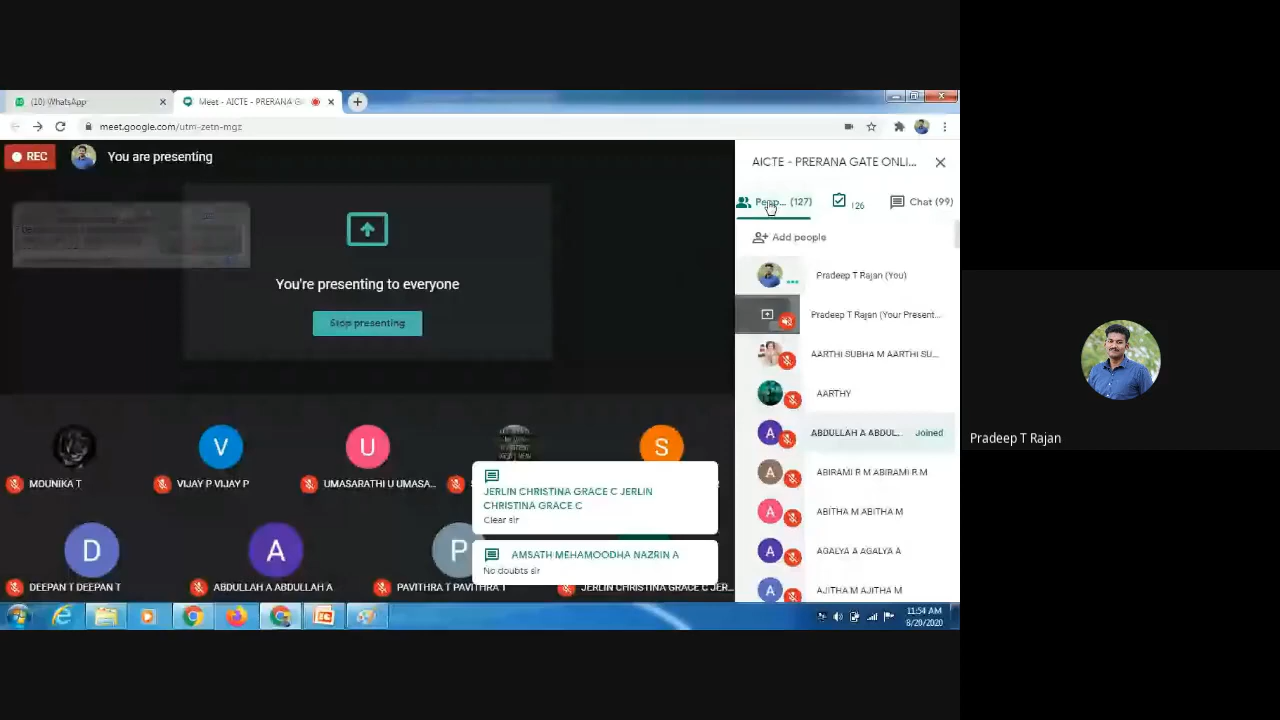 (10) WhatsApp
Meet - AICTE - PRERANA G
meet.google.com/utm-zetn-mgz
REC
You are presenting
You're presenting to everyone
Stop presenting
MOUNIKA T
VIJAY P VIJAY P
UMASARATHI U UMASA...
S
JERLIN CHRISTINA GRACE C JERLIN
CHRISTINA GRACE C
Clear sir
AMSATH MEHAMOODHA NAZRIN A
No doubts sir
D
DEEPAN T DEEPAN T
A
ABDULLAH A ABDULLAH A
P
PAVITHRA T PAVITHRA T
JERLIN CHRISTINA GRACE C JER...
V
U
AICTE - PRERANA GATE ONLI...
Peop... (127)
126
Chat (99)
Add people
Pradeep T Rajan (You)
Pradeep T Rajan (Your Present...
AARTHI SUBHA M AARTHI SU...
AARTHY
A
ABDULLAH A ABDUL...
Joined
A
ABIRAMI R M ABIRAMI R M
A
ABITHA M ABITHA M
A
AGALYA A AGALYA A
A
AJITHA M AJITHA M
11:54 AM
8/20/2020
Pradeep T Rajan